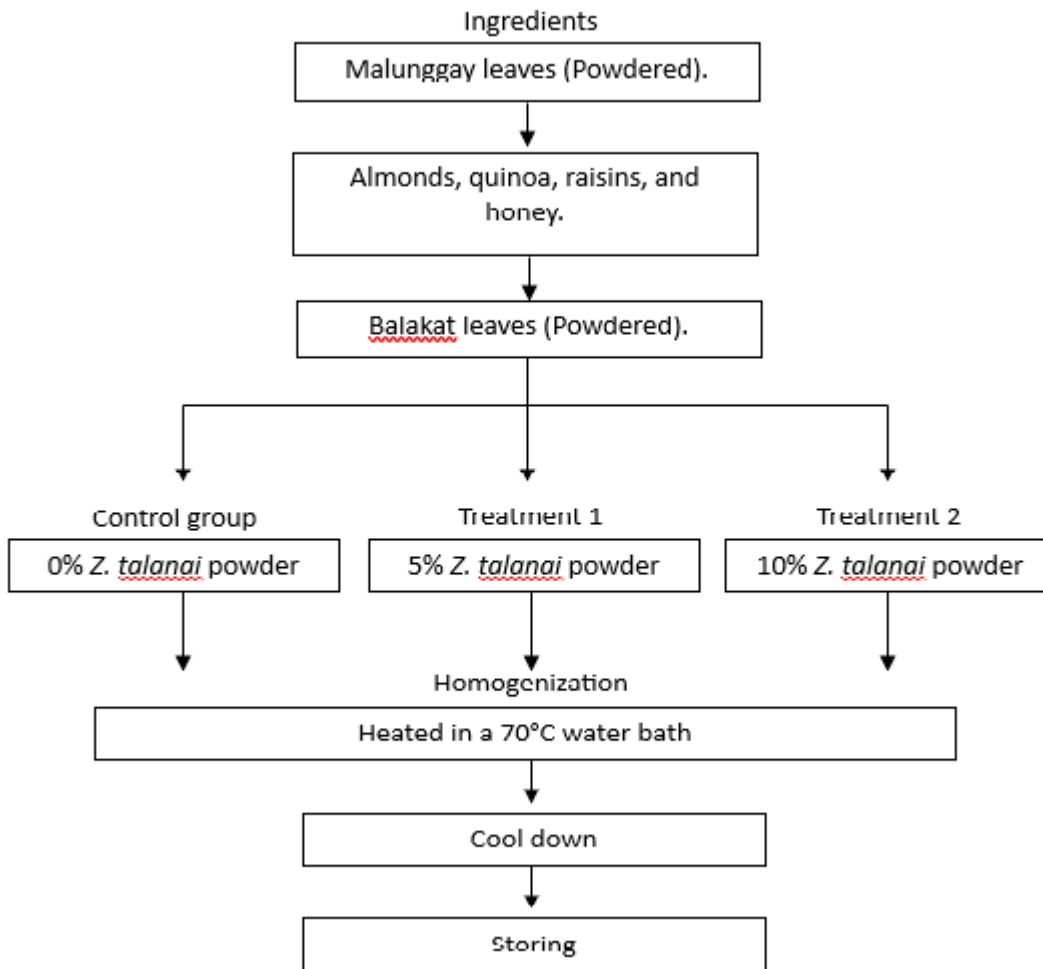 Ingredients
Malunggay leaves (Powdered).
Almonds, quinoa, raisins, and
honey.
Balakat leaves (Powdered).
Control group
Treatment 1
Treatment 2
0% Z. talanai powder
5% Z. talanai powder
10% Z. talanai powder
Homogenization
Heated in a 70°C water bath
Cool down
Storing